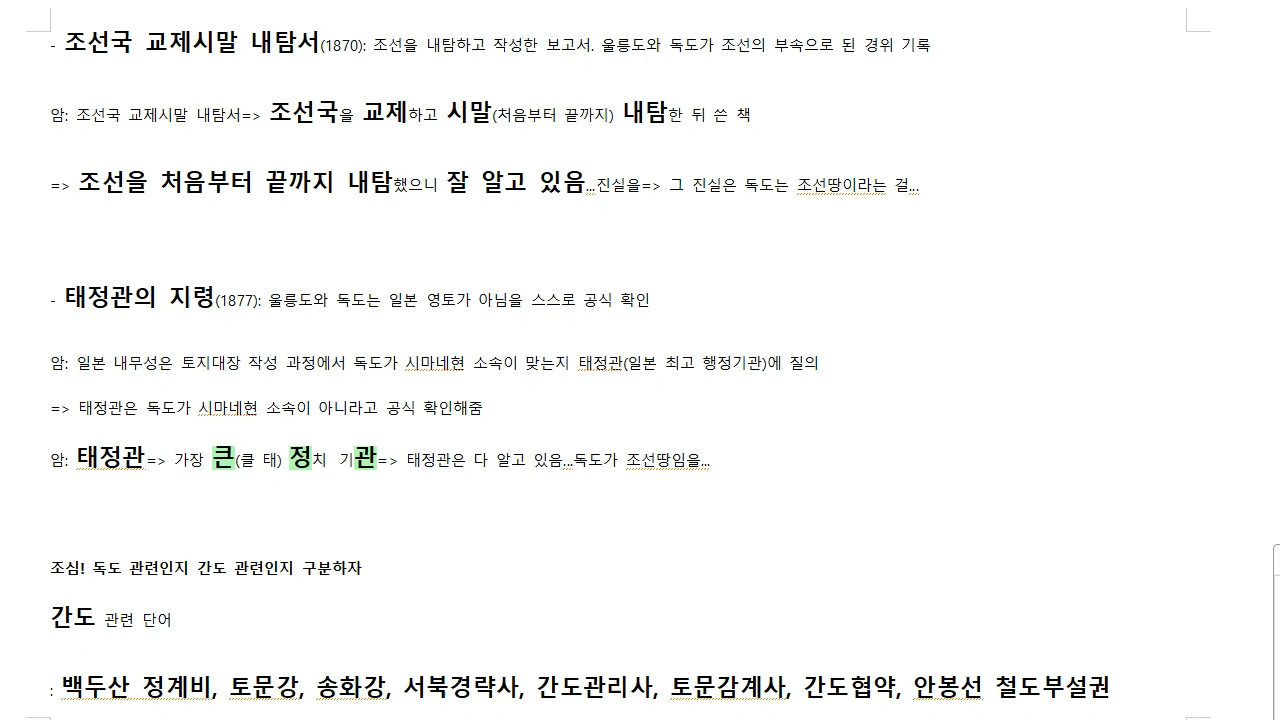 - 조선국 교제시말 내탐서(1870): 조선을 내탐하고 작성한 보고서. 울릉도와 독도가 조선의 부속으로 된 경위 기록
암: 조선국 교제시말 내탐서=> 조선국을 교제하고 시말(처음부터 끝까지) 내탐한 뒤 쓴 책
=> 조선을 처음부터 끝까지 내탐했으니 잘 알고 있음...진실을=> 그 진실은 독도는 조선땅이라는 걸...
- 태정관의 지령(1877): 울릉도와 독도는 일본 영토가 아님을 스스로 공식 확인
암: 일본 내무성은 토지대장 작성 과정에서 독도가 시마네현 소속이 맞는지 태정관(일본 최고 행정기관)에 질의
=> 태정관은 독도가 시마네현 소속이 아니라고 공식 확인해줌
암: 태정관=> 가장 큰(클 태) 정치 기관=> 태정관은 다 알고 있음...독도가 조선땅임을...
조심! 독도 관련인지 간도 관련인지 구분하자
간도 관련 단어
: 백두산 정계비, 토문강, 송화강, 서북경략사, 간도관리사, 토문감계사, 간도협약, 안봉선 철도부설권